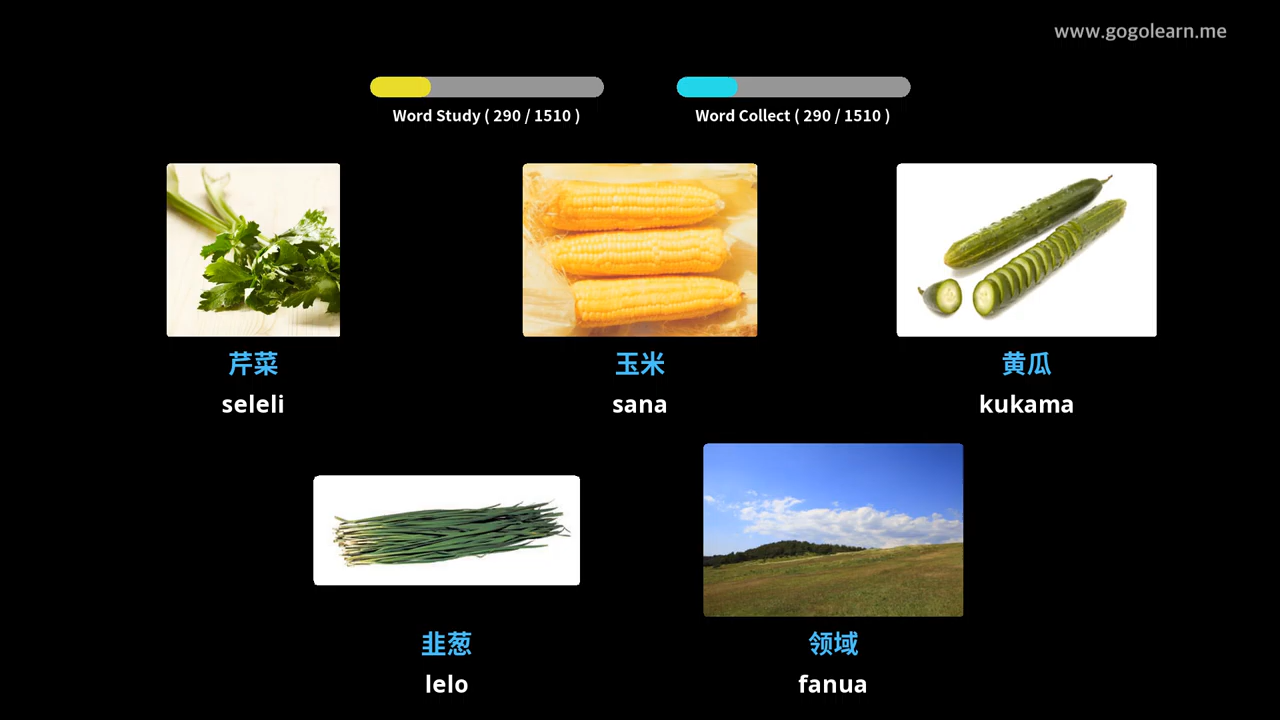 www.gogolearn.me
Word Study ( 290 / 1510 )
Word Collect ( 290 / 1510 )
芹菜
seleli
玉米
sana
黄瓜
kukama
韭葱
lelo
领域
fanua